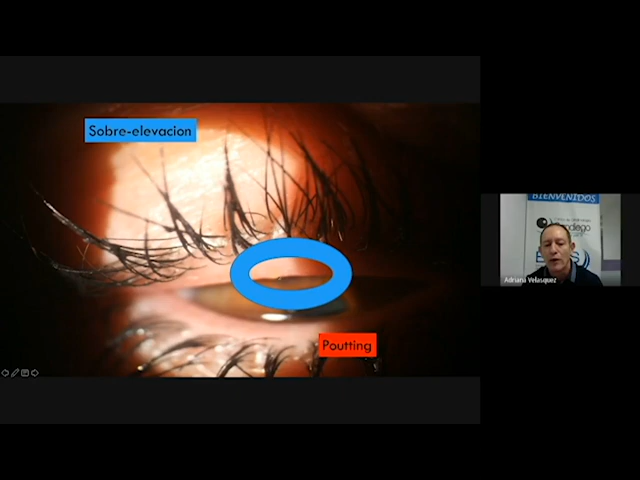 Sobre-elevacion
Poutting
BIENVENIDOS
Adriana Velasquez